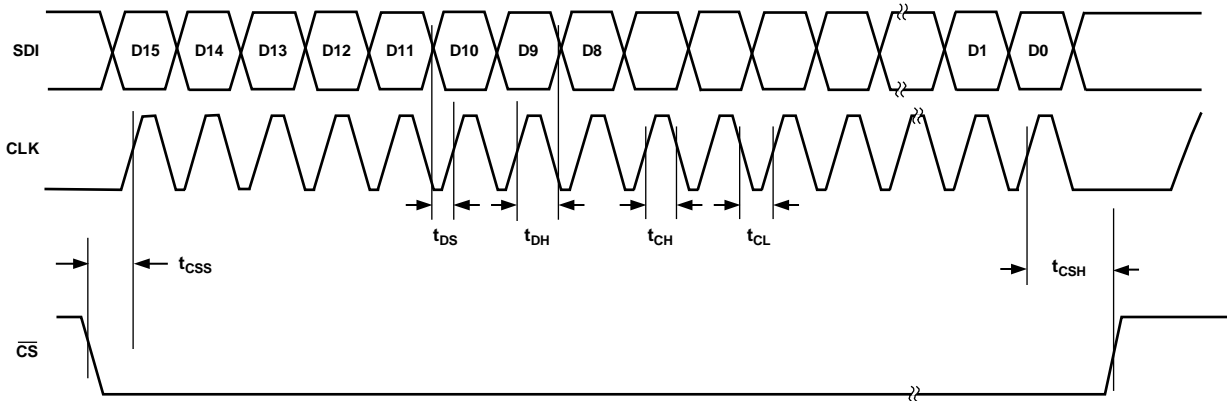 SDI D15 D14 D13 D12 D11 D10 D9 D8 D1 D0
CLK
tDS tDH tCH tCL
tCSS tCSH
CS